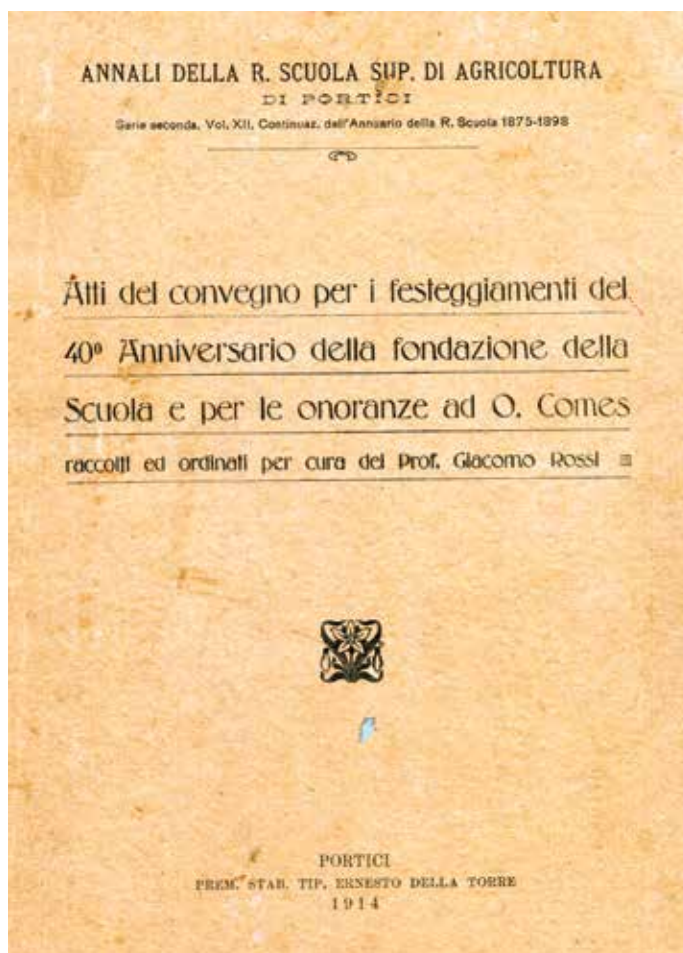 ANNALI DELLA R. SCUOLA SUP. DI AGRICOLTURA
DI PORTICI
Serie seconda. Vol. XII. Continuaz. dell'Annuario della R. Scuola 1875-1898
Atti del convegno per i festeggiamenti del
40º Anniversario della fondazione della
Scuola e per le onoranze ad O. Comes
raccolti ed ordinati per cura del Prof. Giacomo Rossi
PORTICI
PREM. STAB. TIP. ERNESTO DELLA TORRE
1914